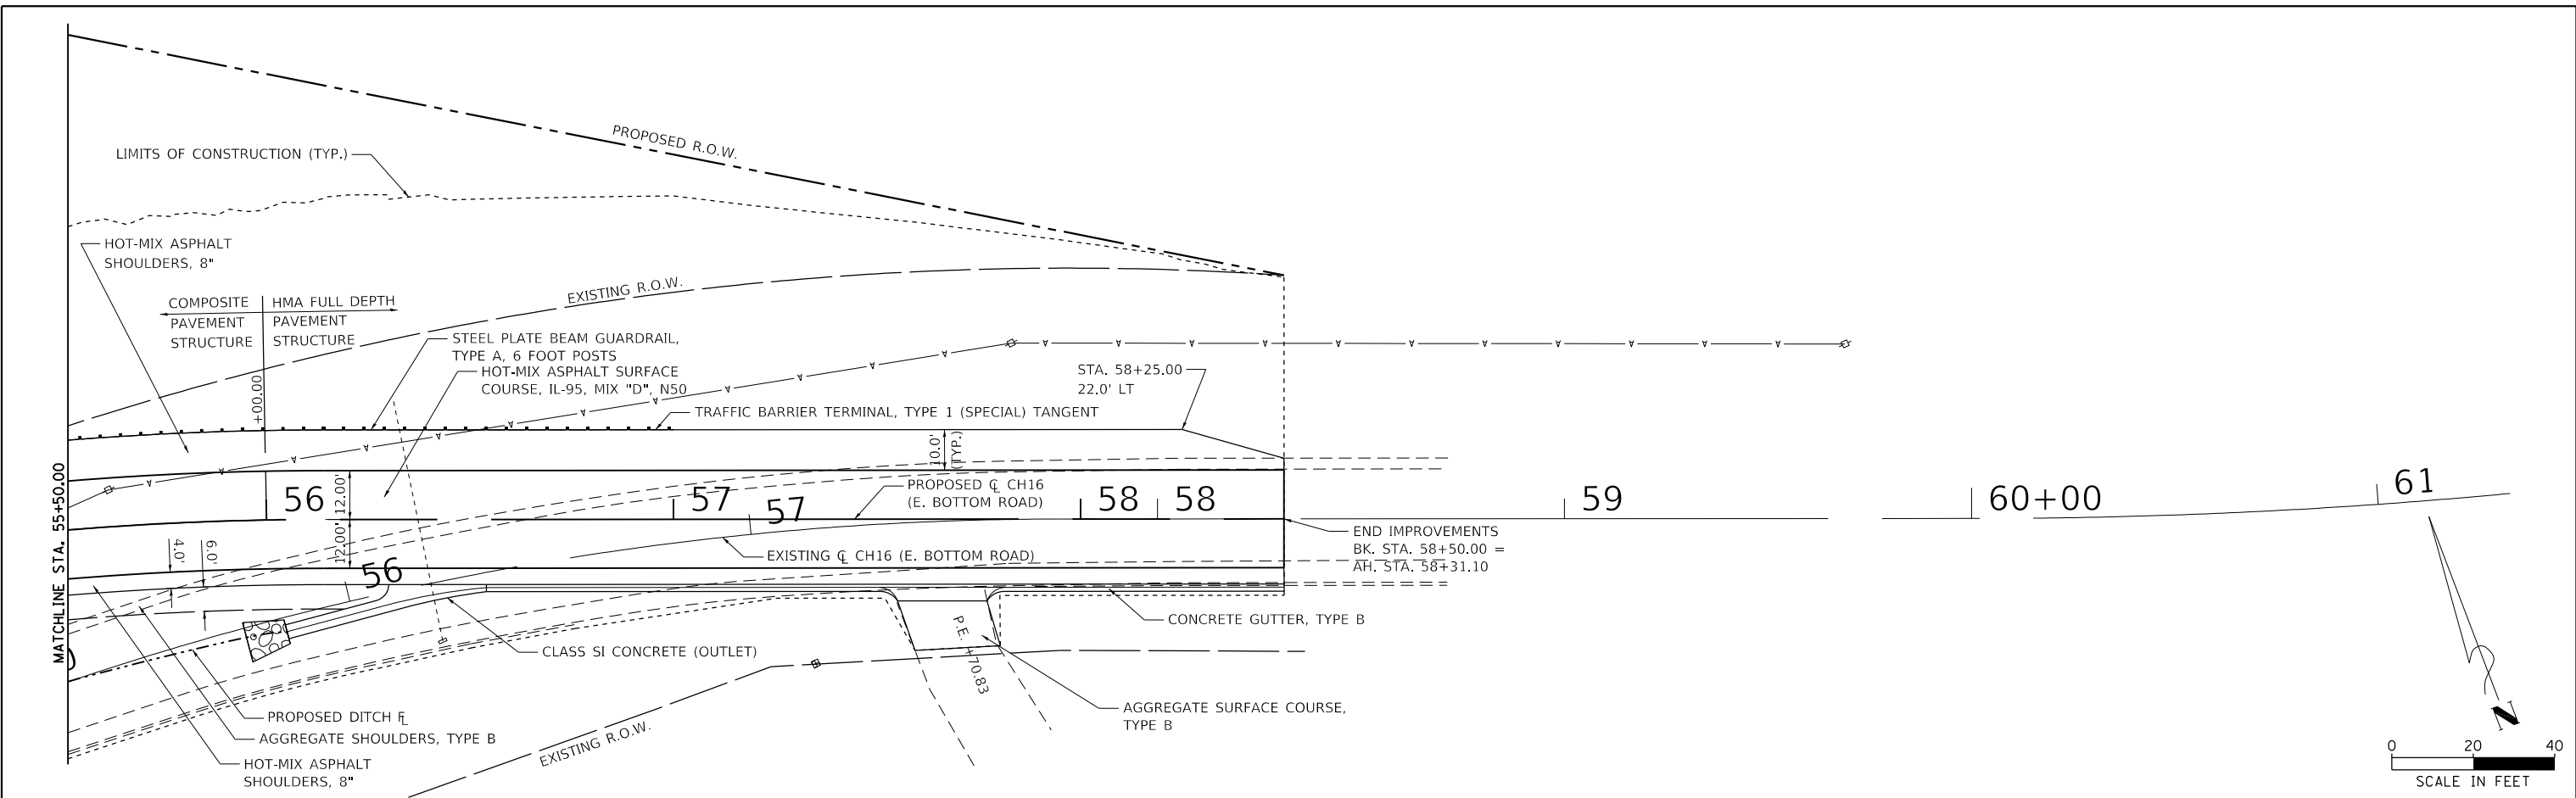 PROPOSED R.O.W.
LIMITS OF CONSTRUCTION (TYP.)
HOT-MIX ASPHALT
SHOULDERS, 8"
EXISTING R.O.W.
COMPOSITE
PAVEMENT
STRUCTURE
HMA FULL DEPTH
PAVEMENT
STRUCTURE
+00.00
STEEL PLATE BEAM GUARDRAIL,
TYPE A, 6 FOOT POSTS
HOT-MIX ASPHALT SURFACE
COURSE, IL-95, MIX "D", N50
STA. 58+25.00
22.0' LT
TRAFFIC BARRIER TERMINAL, TYPE 1 (SPECIAL) TANGENT
10.0'
(TYP.)
MATCHLINE STA. 55+50.00
56
12.00'
12.00'
57
57
PROPOSED ℄ CH16
(E. BOTTOM ROAD)
58
58
59
60+00
61
END IMPROVEMENTS
BK. STA. 58+50.00 =
AH. STA. 58+31.10
EXISTING ℄ CH16 (E. BOTTOM ROAD)
4.0'
6.0'
56
CONCRETE GUTTER, TYPE B
CLASS SI CONCRETE (OUTLET)
P.E. +70.83
AGGREGATE SURFACE COURSE,
TYPE B
PROPOSED DITCH FL
AGGREGATE SHOULDERS, TYPE B
HOT-MIX ASPHALT
SHOULDERS, 8"
EXISTING R.O.W.
N
0 20 40
SCALE IN FEET